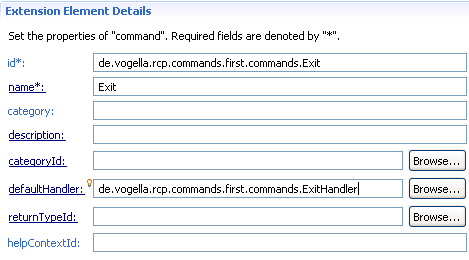 Extension Element Details
Set the properties of "command". Required fields are denoted by "*".
id*: de.vogella.rcp.commands.first.commands.Exit
name*: Exit
category:
description:
categoryId: Browse...
defaultHandler: de.vogella.rcp.commands.first.commands.ExitHandler Browse...
returnTypeId: Browse...
helpContextId: